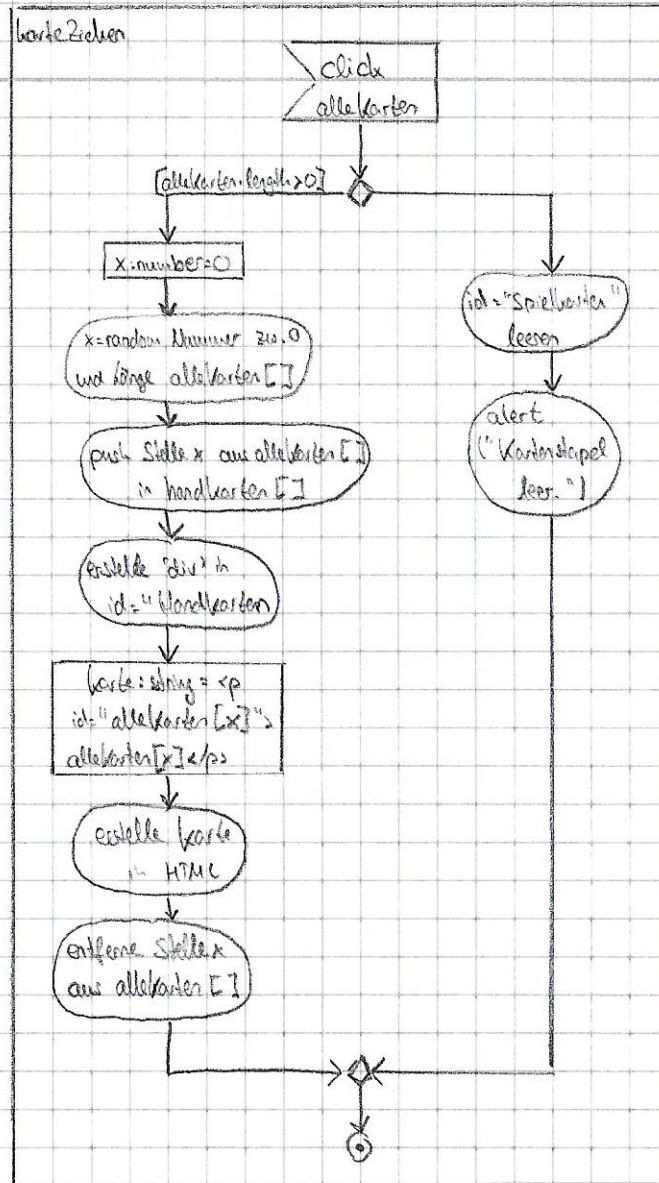 karteZiehen
click
alleKarten
[alleKarten.length>0]
x:number=0
x=random Nummer zw. 0
und Länge alleKarten[]
push Stelle x aus alleKarten[]
in handkarten[]
erstelle 'div' in
id="Handkarten
karte:string= <p
id="alleKarten[x]">
alleKarten[x]</p>
erstelle karte
in HTML
entferne Stelle x
aus alleKarten[]
id="Spielkarten"
leeren
alert
("Kartenstapel
leer.")